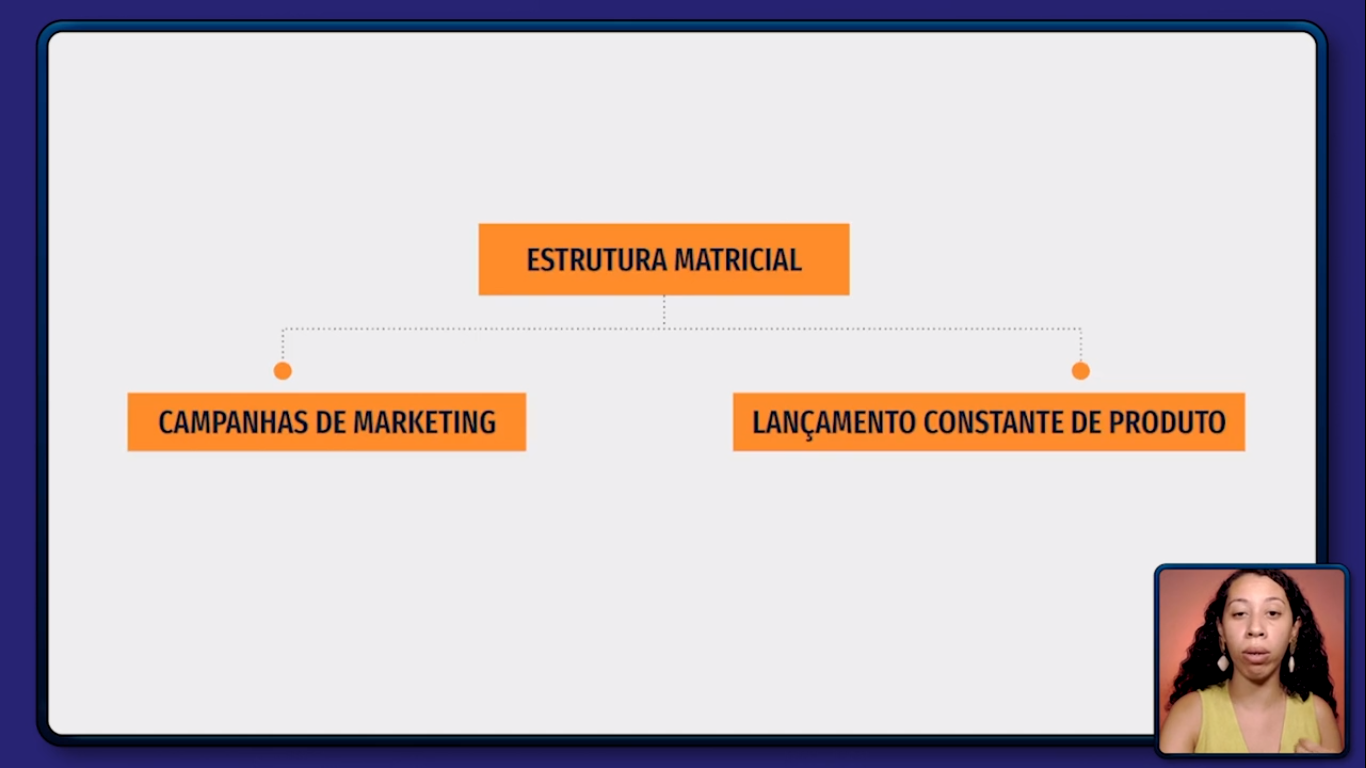 ESTRUTURA MATRICIAL
CAMPANHAS DE MARKETING
LANÇAMENTO CONSTANTE DE PRODUTO